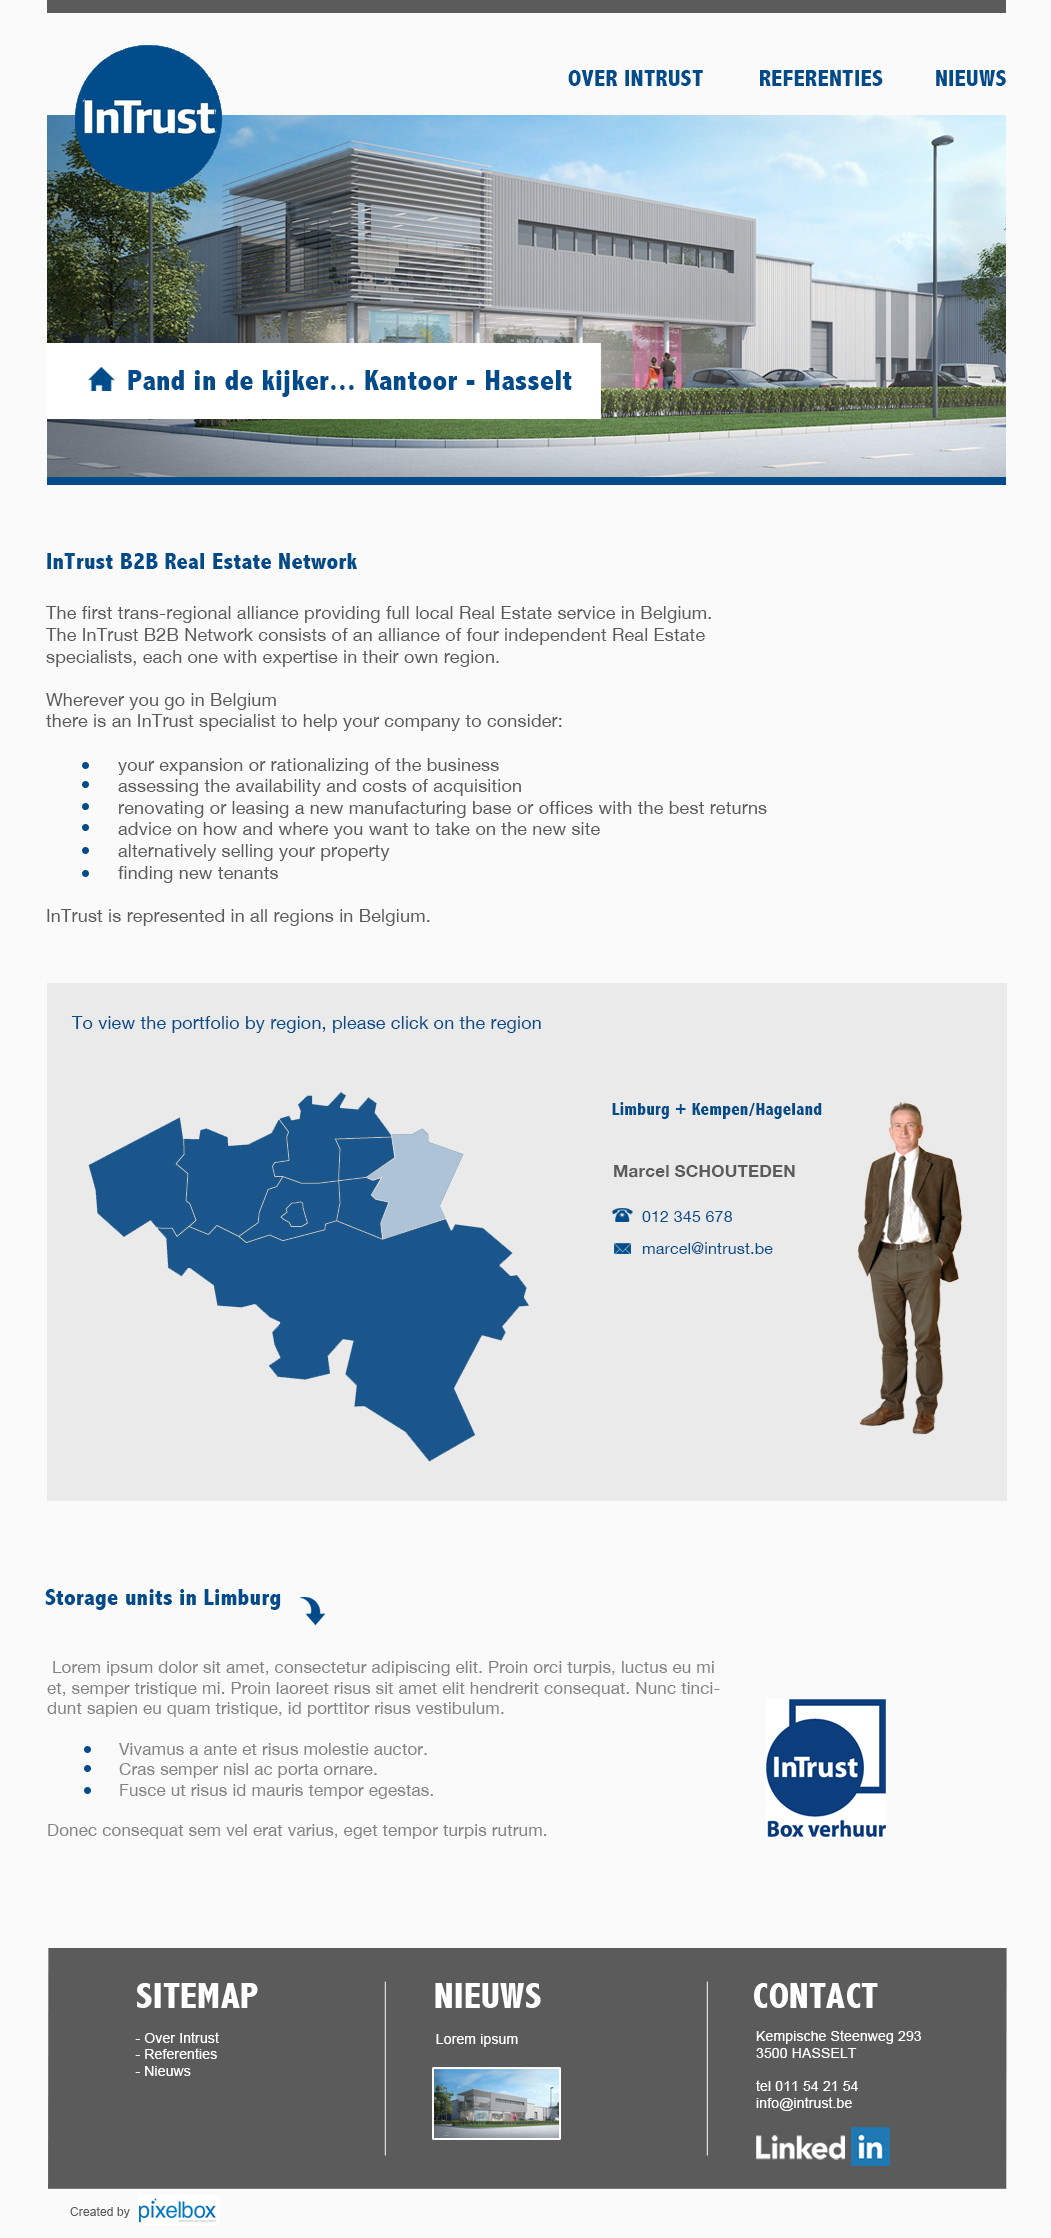 InTrust
OVER INTRUST
REFERENTIES
NIEUWS
Pand in de kijker... Kantoor - Hasselt
InTrust B2B Real Estate Network
The first trans-regional alliance providing full local Real Estate service in Belgium.
The InTrust B2B Network consists of an alliance of four independent Real Estate
specialists, each one with expertise in their own region.
Wherever you go in Belgium
there is an InTrust specialist to help your company to consider:
• your expansion or rationalizing of the business
• assessing the availability and costs of acquisition
• renovating or leasing a new manufacturing base or offices with the best returns
• advice on how and where you want to take on the new site
• alternatively selling your property
• finding new tenants
InTrust is represented in all regions in Belgium.
To view the portfolio by region, please click on the region
Limburg + Kempen/Hageland
Marcel SCHOUTEDEN
012 345 678
marcel@intrust.be
Storage units in Limburg
Lorem ipsum dolor sit amet, consectetur adipiscing elit. Proin orci turpis, luctus eu mi
et, semper tristique mi. Proin laoreet risus sit amet elit hendrerit consequat. Nunc tinci-
dunt sapien eu quam tristique, id porttitor risus vestibulum.
• Vivamus a ante et risus molestie auctor.
• Cras semper nisl ac porta ornare.
• Fusce ut risus id mauris tempor egestas.
Donec consequat sem vel erat varius, eget tempor turpis rutrum.
InTrust
Box verhuur
SITEMAP
- Over Intrust
- Referenties
- Nieuws
NIEUWS
Lorem ipsum
CONTACT
Kempische Steenweg 293
3500 HASSELT
tel 011 54 21 54
info@intrust.be
Linked in
Created by pixelbox